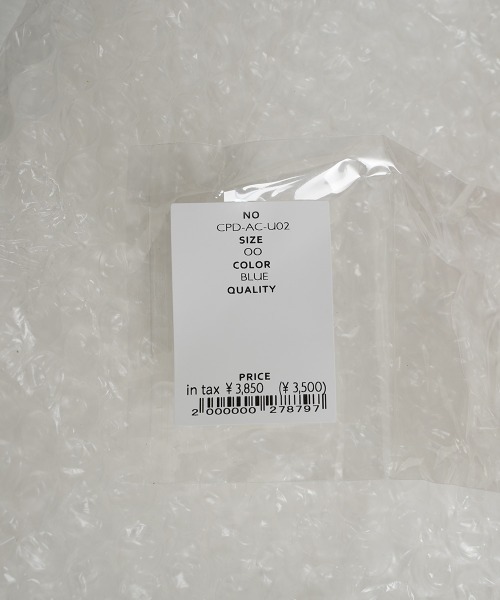 NO
CPD-AC-U02
SIZE
OO
COLOR
BLUE
QUALITY
PRICE
in tax ¥ 3,850 (¥ 3,500)
2 000000 278797